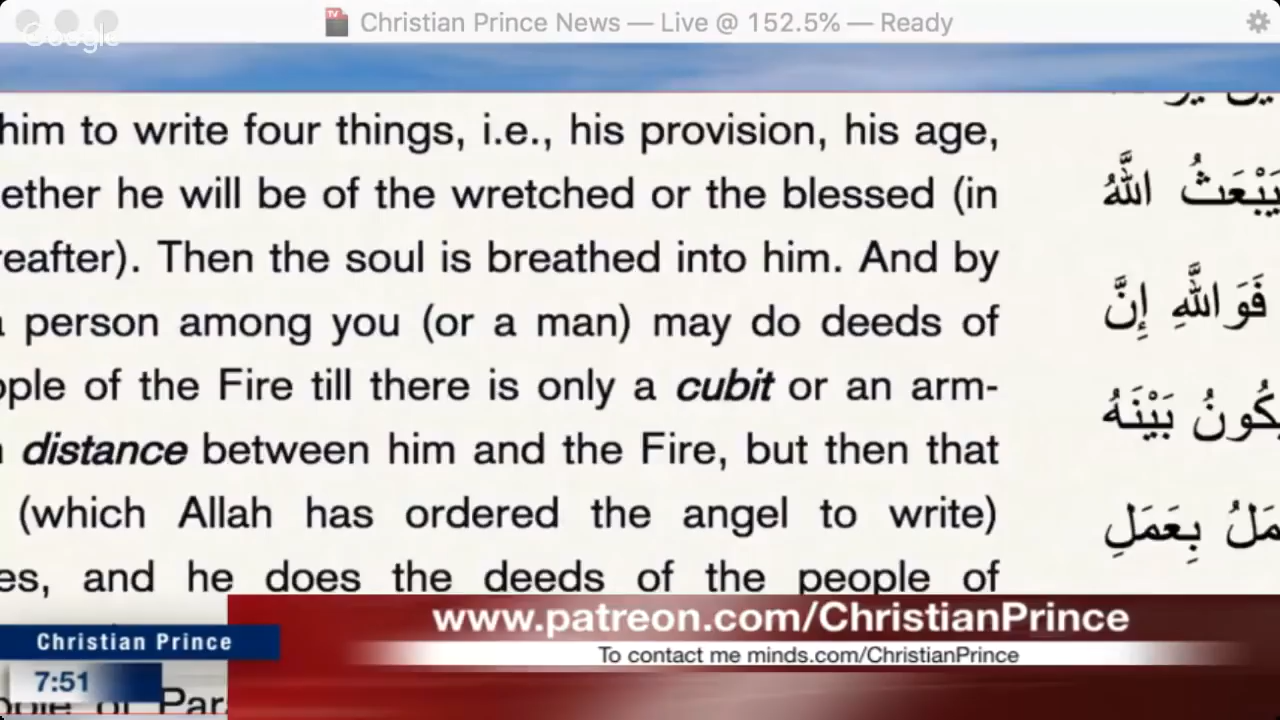 Google
Christian Prince News — Live @ 152.5% — Ready
him to write four things, i.e., his provision, his age,
ether he will be of the wretched or the blessed (in
reafter). Then the soul is breathed into him. And by
person among you (or a man) may do deeds of
ople of the Fire till there is only a cubit or an arm-
distance between him and the Fire, but then that
(which Allah has ordered the angel to write)
es, and he does the deeds of the people of
يَبْعَثُ اللَّهُ
فَوَاللَّهِ إِنَّ
يَكُونُ بَيْنَهُ
مَلُ بِعَمَلِ
www.patreon.com/ChristianPrince
Christian Prince
To contact me minds.com/ChristianPrince
7:51